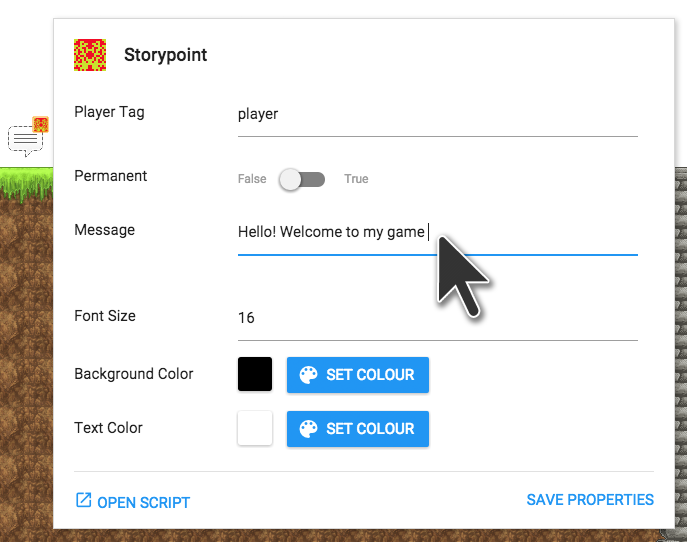 Storypoint
Player Tag
player
Permanent
False
True
Message
Hello! Welcome to my game
Font Size
16
Background Color
SET COLOUR
Text Color
SET COLOUR
OPEN SCRIPT
SAVE PROPERTIES